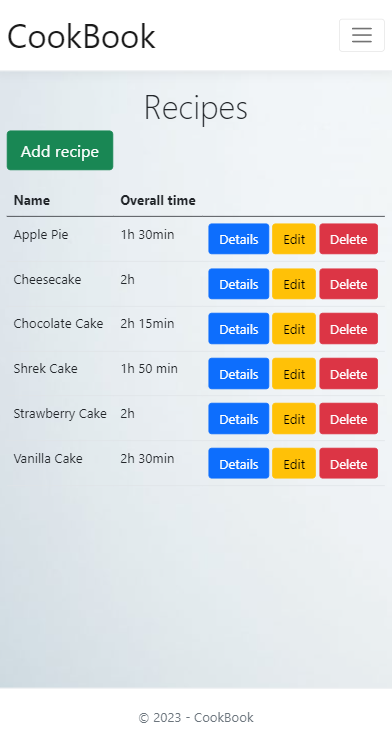 CookBook
Recipes
Add recipe
Name Overall time
Apple Pie 1h 30min Details Edit Delete
Cheesecake 2h Details Edit Delete
Chocolate Cake 2h 15min Details Edit Delete
Shrek Cake 1h 50 min Details Edit Delete
Strawberry Cake 2h Details Edit Delete
Vanilla Cake 2h 30min Details Edit Delete
© 2023 - CookBook